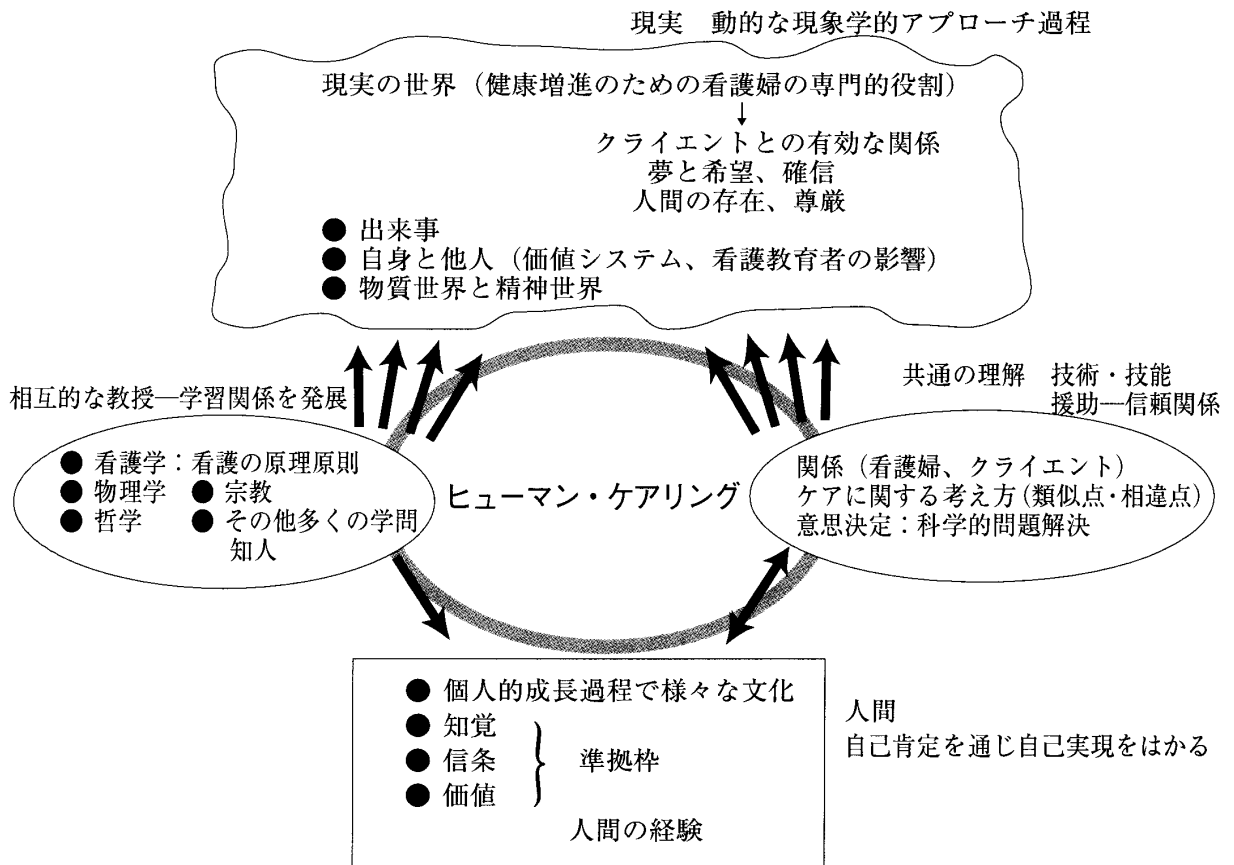 現実　動的な現象学的アプローチ過程
現実の世界（健康増進のための看護婦の専門的役割）
↓
クライエントとの有効な関係
夢と希望、確信
人間の存在、尊厳
● 出来事
● 自身と他人（価値システム、看護教育者の影響）
● 物質世界と精神世界
相互的な教授―学習関係を発展
● 看護学：看護の原理原則
● 物理学　● 宗教
● 哲学　● その他多くの学問
知人
ヒューマン・ケアリング
共通の理解　技術・技能
援助―信頼関係
関係（看護婦、クライエント）
ケアに関する考え方（類似点・相違点）
意思決定：科学的問題解決
● 個人的成長過程で様々な文化
● 知覚
● 信条
● 価値
準拠枠
人間の経験
人間
自己肯定を通じ自己実現をはかる